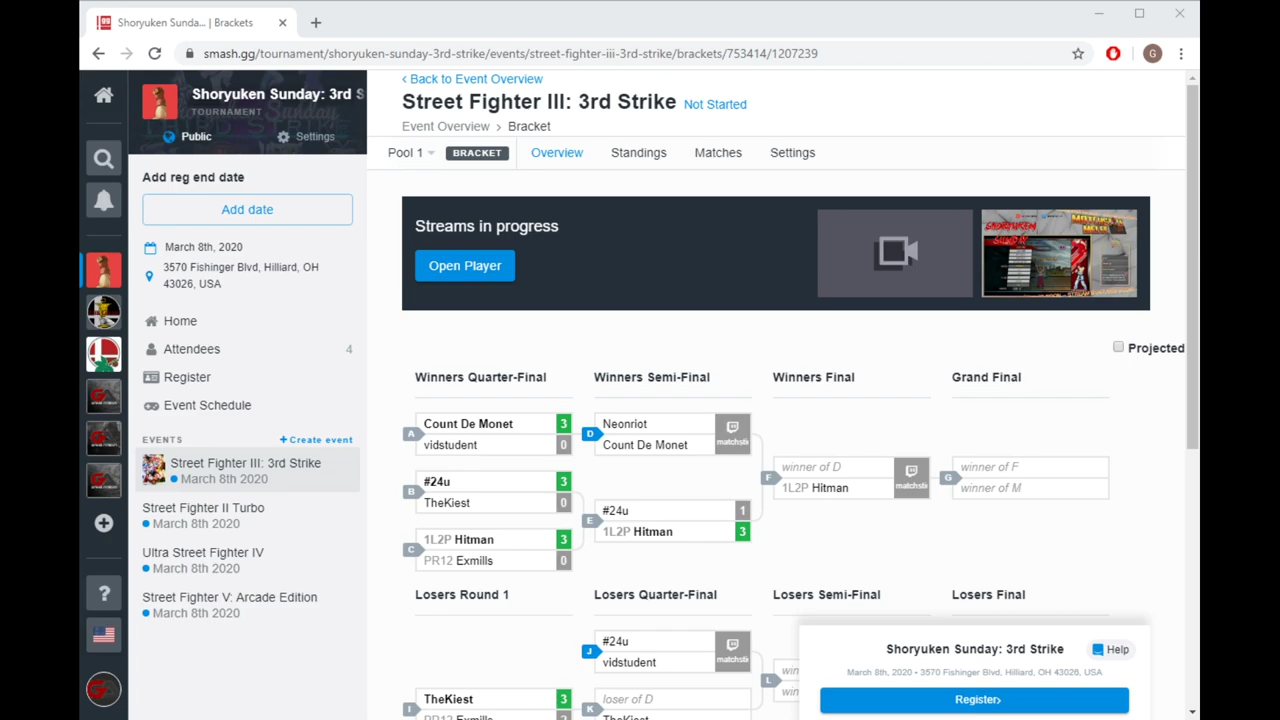 Shoryuken Sunda... | Brackets
smash.gg/tournament/shoryuken-sunday-3rd-strike/events/street-fighter-iii-3rd-strike/brackets/753414/1207239
G
Shoryuken Sunday: 3rd S
TOURNAMENT
Public
Settings
Add reg end date
Add date
March 8th, 2020
3570 Fishinger Blvd, Hilliard, OH
43026, USA
Home
Attendees 4
Register
Event Schedule
EVENTS
+ Create event
Street Fighter III: 3rd Strike
March 8th 2020
Street Fighter II Turbo
March 8th 2020
Ultra Street Fighter IV
March 8th 2020
Street Fighter V: Arcade Edition
March 8th 2020
?
‹ Back to Event Overview
Street Fighter III: 3rd Strike Not Started
Event Overview > Bracket
Pool 1 BRACKET Overview Standings Matches Settings
Streams in progress
Open Player
Projected
Winners Quarter-Final
Winners Semi-Final
Winners Final
Grand Final
A
Count De Monet 3
vidstudent 0
B
#24u 3
TheKiest 0
C
1L2P Hitman 3
PR12 Exmills 0
D
Neonriot
Count De Monet
matchsti
E
#24u 1
1L2P Hitman 3
F
winner of D
1L2P Hitman
matchsti
G
winner of F
winner of M
Losers Round 1
Losers Quarter-Final
Losers Semi-Final
Losers Final
I
TheKiest 3
J
#24u
vidstudent
matchsti
K
loser of D
TheKiest
L
winn
win
Shoryuken Sunday: 3rd Strike
Help
March 8th, 2020 • 3570 Fishinger Blvd, Hilliard, OH 43026, USA
Register›